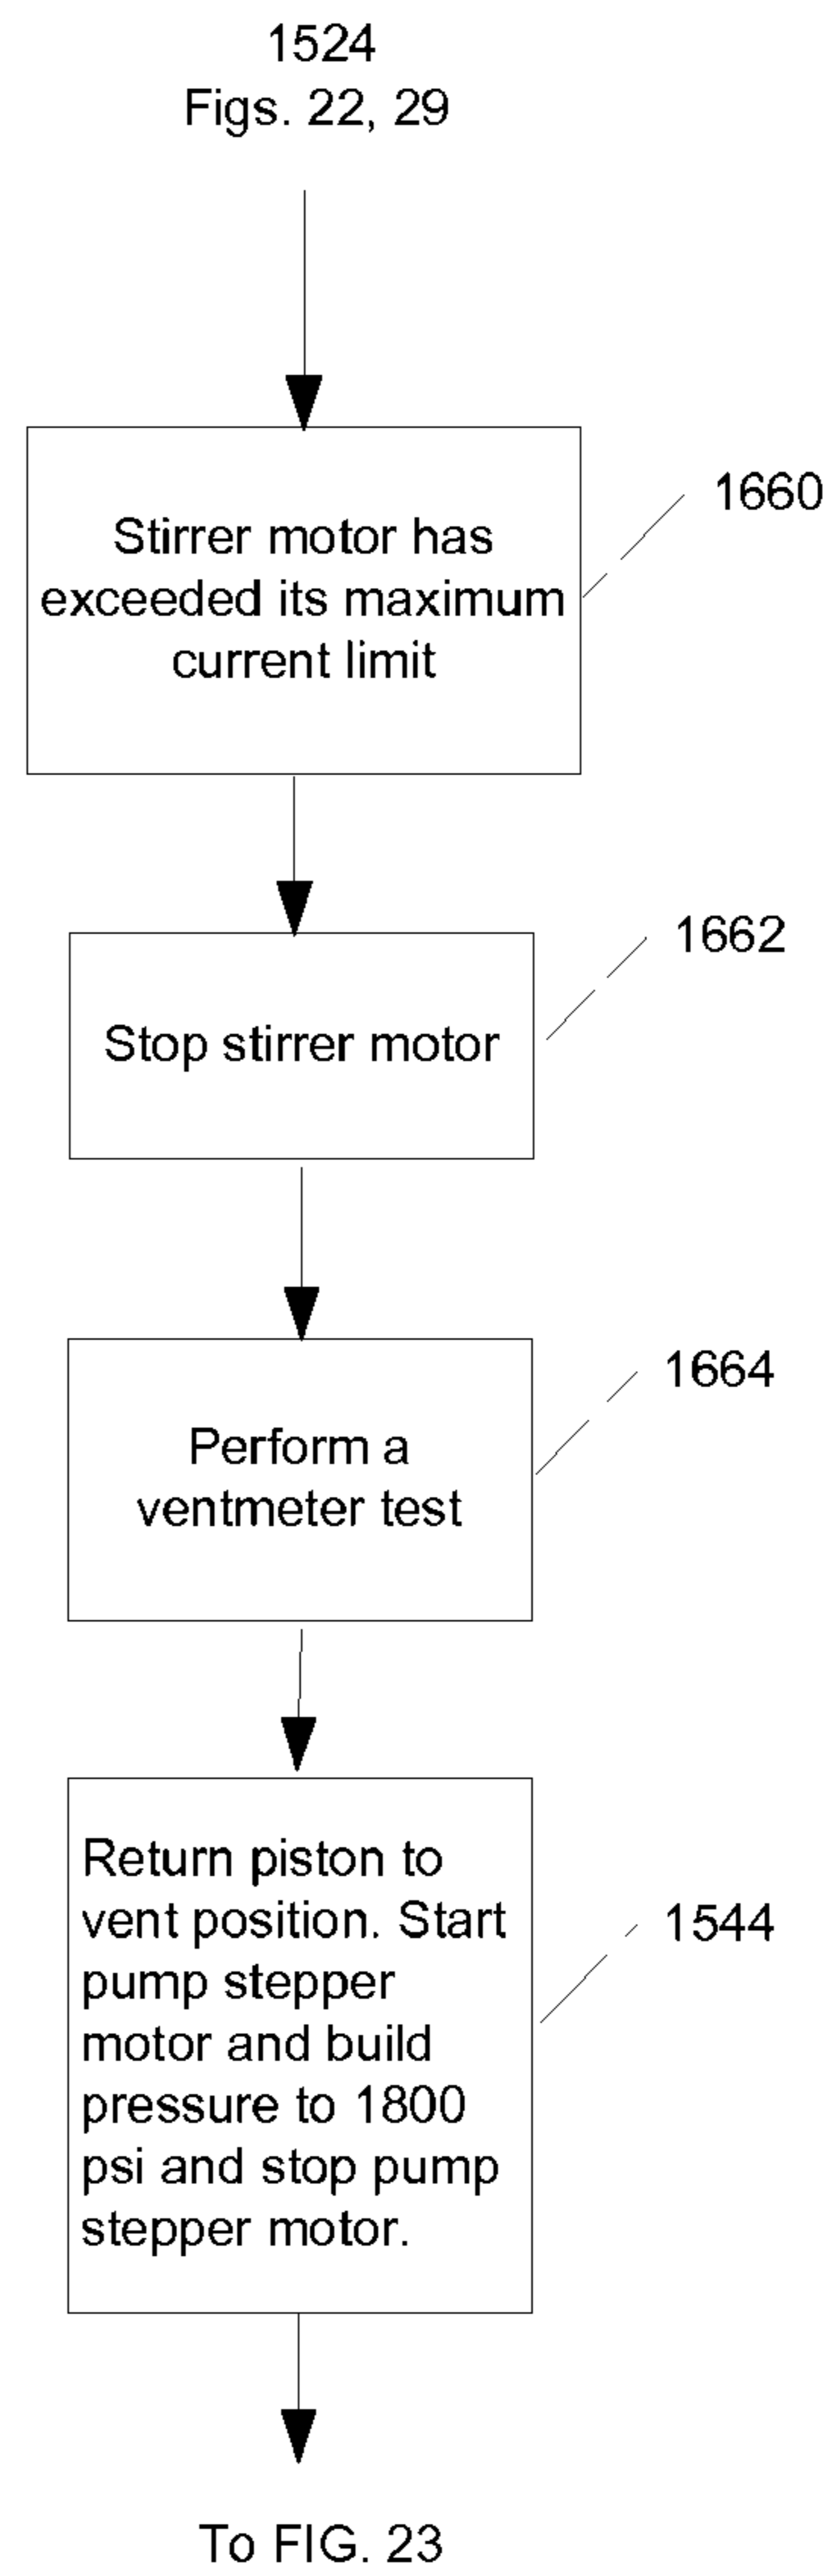 1524
Figs. 22, 29
Stirrer motor has
exceeded its maximum
current limit
1660
Stop stirrer motor
1662
Perform a
ventmeter test
1664
Return piston to
vent position. Start
pump stepper
motor and build
pressure to 1800
psi and stop pump
stepper motor.
1544
To FIG. 23